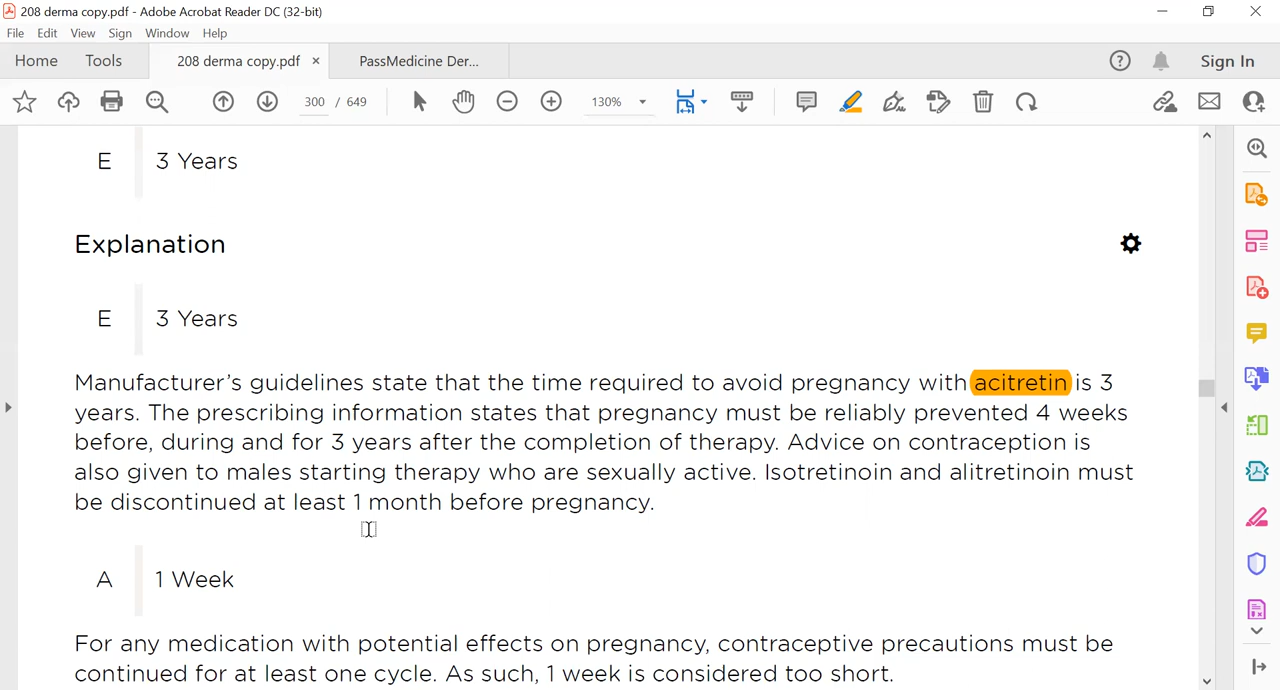 208 derma copy.pdf - Adobe Acrobat Reader DC (32-bit)
File Edit View Sign Window Help
Home Tools 208 derma copy.pdf × PassMedicine Der... Sign In
300 / 649 130%
E 3 Years
Explanation
E 3 Years
Manufacturer’s guidelines state that the time required to avoid pregnancy with acitretin is 3
years. The prescribing information states that pregnancy must be reliably prevented 4 weeks
before, during and for 3 years after the completion of therapy. Advice on contraception is
also given to males starting therapy who are sexually active. Isotretinoin and alitretinoin must
be discontinued at least 1 month before pregnancy.
A 1 Week
For any medication with potential effects on pregnancy, contraceptive precautions must be
continued for at least one cycle. As such, 1 week is considered too short.